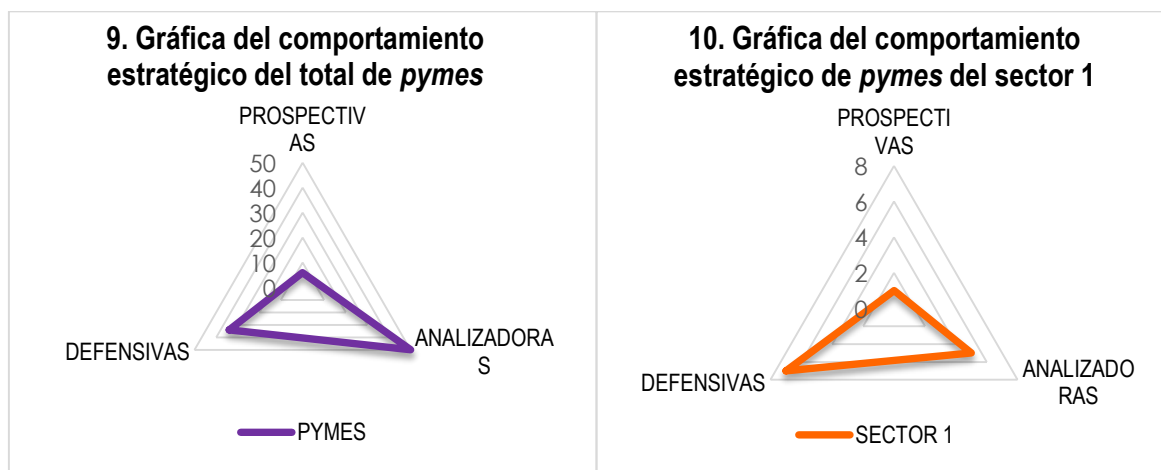 9. Gráfica del comportamiento
estratégico del total de pymes
PROSPECTIV
AS
50
40
30
20
10
0
DEFENSIVAS
ANALIZADORA
S
PYMES
10. Gráfica del comportamiento
estratégico de pymes del sector 1
PROSPECTI
VAS
8
6
4
2
0
DEFENSIVAS
ANALIZADO
RAS
SECTOR 1